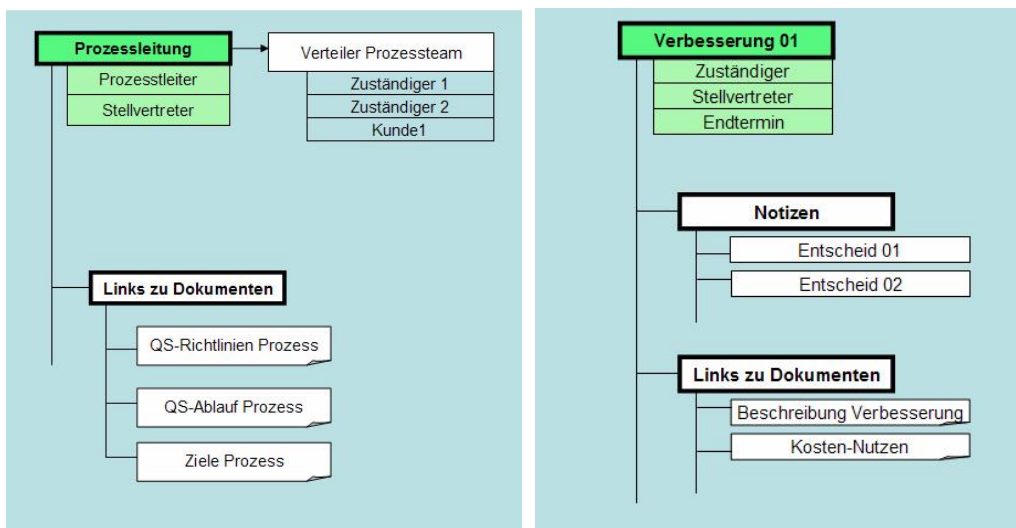 Prozessleitung
Prozesstleiter
Stellvertreter
Verteiler Prozessteam
Zuständiger 1
Zuständiger 2
Kunde1
Links zu Dokumenten
QS-Richtlinien Prozess
QS-Ablauf Prozess
Ziele Prozess
Verbesserung 01
Zuständiger
Stellvertreter
Endtermin
Notizen
Entscheid 01
Entscheid 02
Links zu Dokumenten
Beschreibung Verbesserung
Kosten-Nutzen